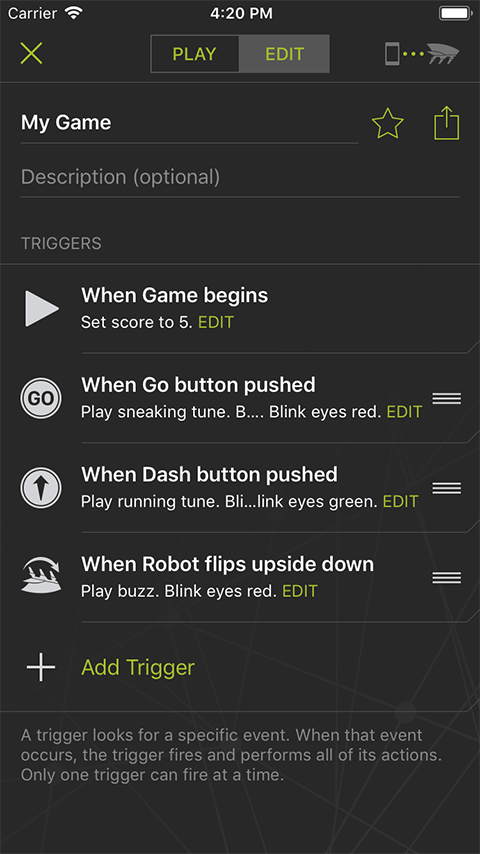 Carrier 4:20 PM
PLAY EDIT
My Game
Description (optional)
TRIGGERS
When Game begins
Set score to 5. EDIT
GO
When Go button pushed
Play sneaking tune. B.... Blink eyes red. EDIT
When Dash button pushed
Play running tune. Bli...link eyes green. EDIT
When Robot flips upside down
Play buzz. Blink eyes red. EDIT
Add Trigger
A trigger looks for a specific event. When that event
occurs, the trigger fires and performs all of its actions.
Only one trigger can fire at a time.